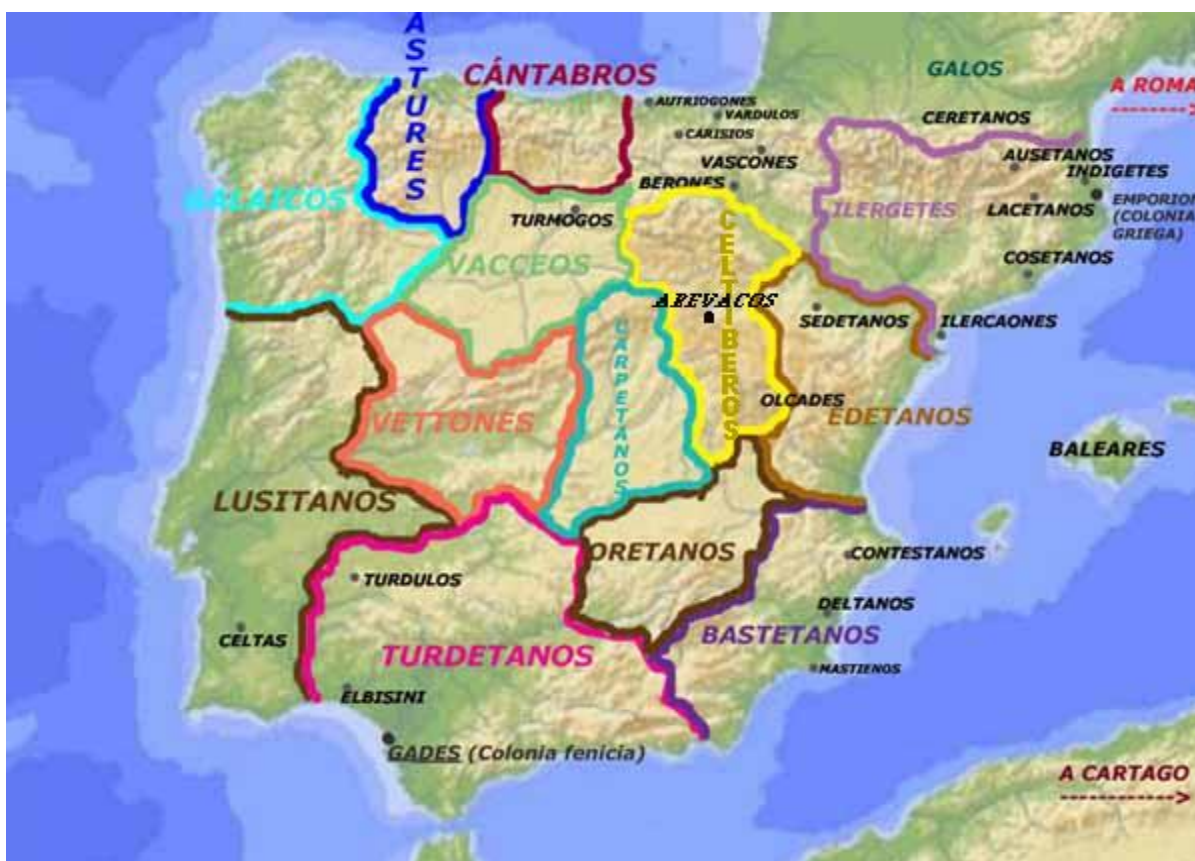 ASTURES
CÁNTABROS
GALOS
A ROMA
AUTRIGONES
VARDULOS
CERETANOS
CARISIOS
VASCONES
AUSETANOS
INDIGETES
BERONES
GALAICOS
TURMOGOS
CELTIBEROS
ILERGETES
LACETANOS
EMPORION
(COLONIA
GRIEGA)
VACCEOS
COSETANOS
AREVACOS
SEDETANOS
ILERCAONES
CARPETANOS
OLCADES
VETTONES
EDETANOS
BALEARES
LUSITANOS
ORETANOS
CONTESTANOS
TURDULOS
DELTANOS
CELTAS
BASTETANOS
TURDETANOS
MASTIENOS
ELBISINI
GADES (Colonia fenicia)
A CARTAGO